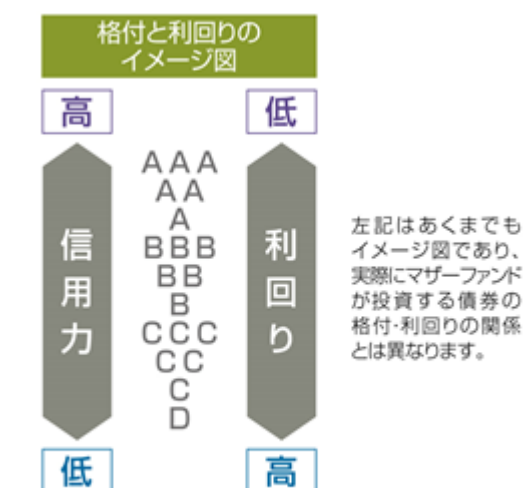 格付と利回りの
イメージ図
高
低
信用力
AAA
AA
A
BBB
BB
B
CCC
CC
C
D
利回り
低
高
左記はあくまでも
イメージ図であり、
実際にマザーファンド
が投資する債券の
格付・利回りの関係
とは異なります。